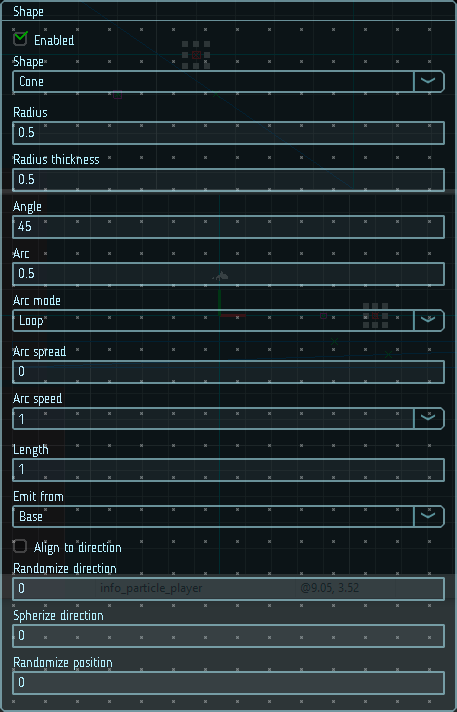 Shape
Enabled
Shape
Cone
Radius
0.5
Radius thickness
0.5
Angle
45
Arc
0.5
Arc mode
Loop
Arc spread
0
Arc speed
1
Length
1
Emit from
Base
Align to direction
Randomize direction
0
info_particle_player @9.05, 3.52
Spherize direction
0
Randomize position
0